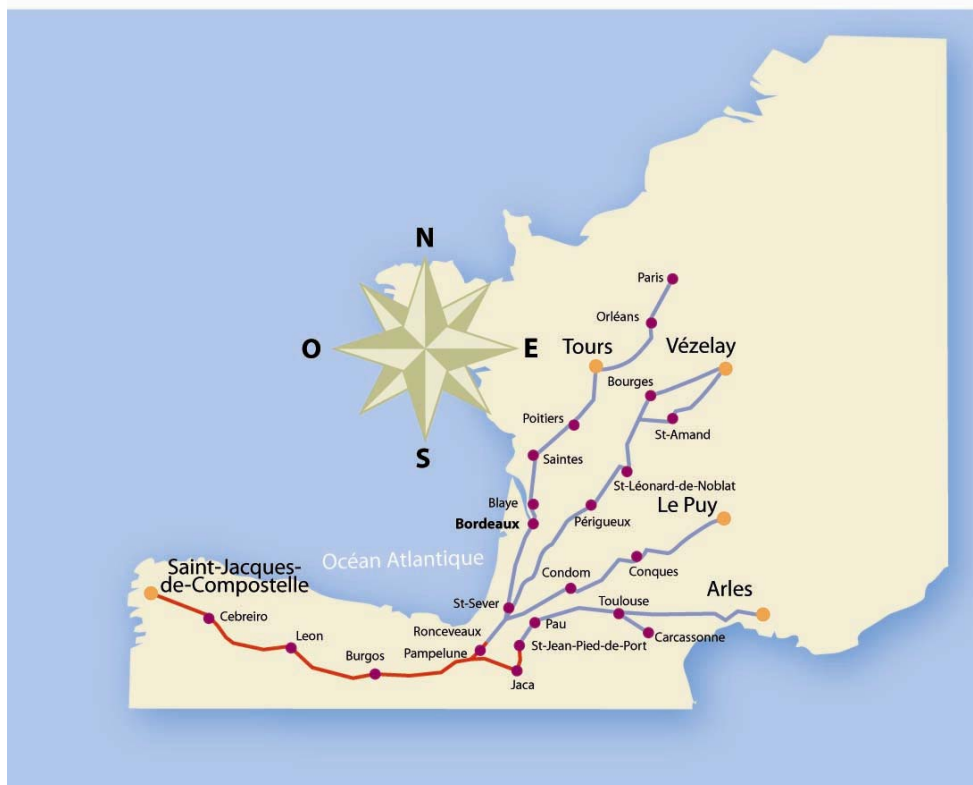 N
Paris
Orléans
O
E
Tours
Vézelay
Bourges
Poitiers
St-Amand
S
Saintes
St-Léonard-de-Noblat
Blaye
Périgueux
Le Puy
Bordeaux
Océan Atlantique
Saint-Jacques-
de-Compostelle
Condom
Conques
Arles
St-Sever
Toulouse
Cebreiro
Pau
Ronceveaux
Carcassonne
Leon
St-Jean-Pied-de-Port
Burgos
Pampelune
Jaca